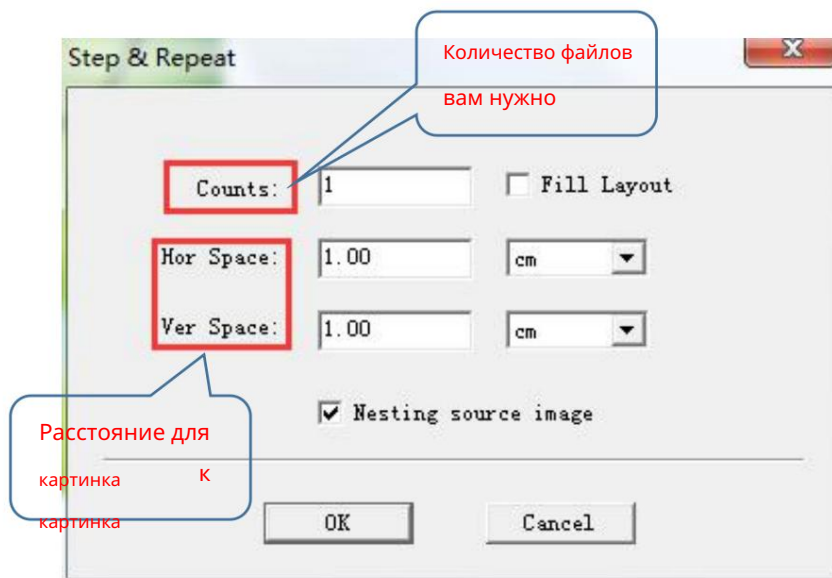 Step & Repeat
Количество файлов
вам нужно
Counts: 1 Fill Layout
Hor Space: 1.00 cm
Ver Space: 1.00 cm
Nesting source image
Расстояние для
картинка к
картинка
OK Cancel